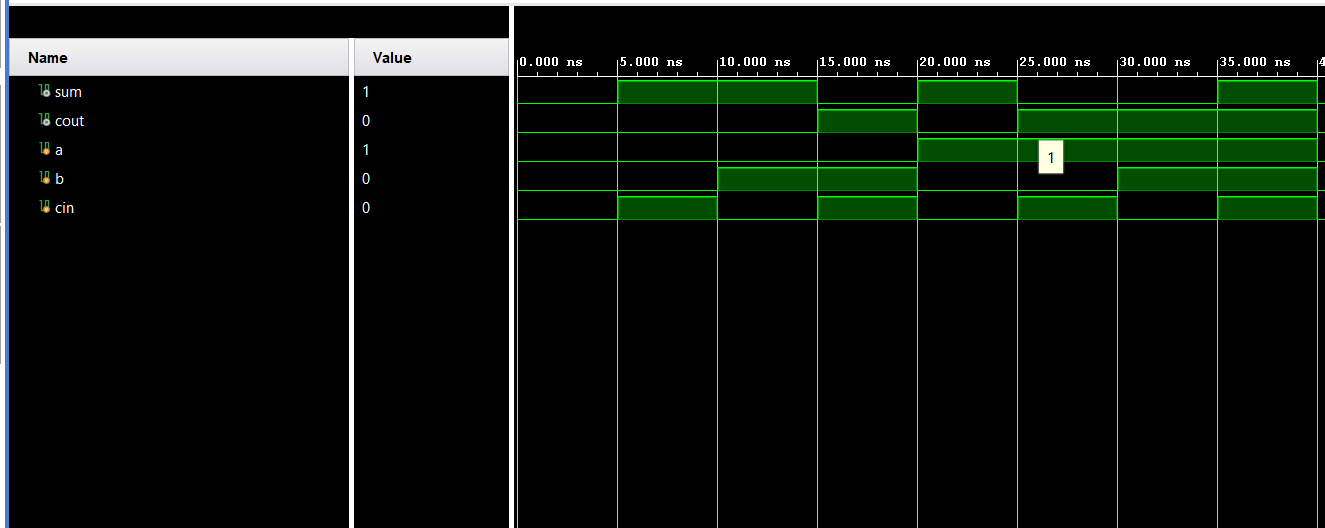 Name Value
0.000 ns 5.000 ns 10.000 ns 15.000 ns 20.000 ns 25.000 ns 30.000 ns 35.000 ns 4
sum 1
cout 0
a 1
1
b 0
cin 0